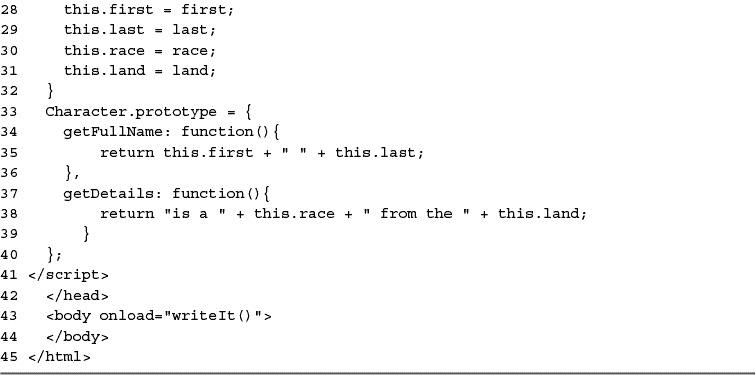 28     this.first = first;
29     this.last = last;
30     this.race = race;
31     this.land = land;
32   }
33   Character.prototype = {
34     getFullName: function(){
35         return this.first + " " + this.last;
36     },
37     getDetails: function(){
38         return "is a " + this.race + " from the " + this.land;
39       }
40   };
41 </script>
42   </head>
43   <body onload="writeIt()">
44   </body>
45 </html>